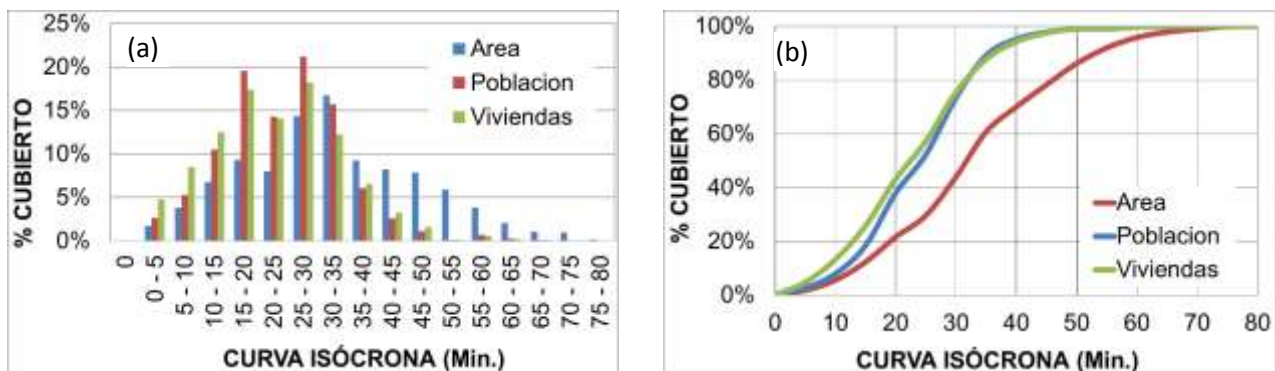 (a)
% CUBIERTO
25%
20%
15%
10%
5%
0%
Area
Poblacion
Viviendas
0
0 - 5
5 - 10
10 - 15
15 - 20
20 - 25
25 - 30
30 - 35
35 - 40
40 - 45
45 - 50
50 - 55
55 - 60
60 - 65
65 - 70
70 - 75
75 - 80
CURVA ISÓCRONA (Min.)
(b)
% CUBIERTO
100%
80%
60%
40%
20%
0%
Area
Poblacion
Viviendas
0 10 20 30 40 50 60 70 80
CURVA ISÓCRONA (Min.)